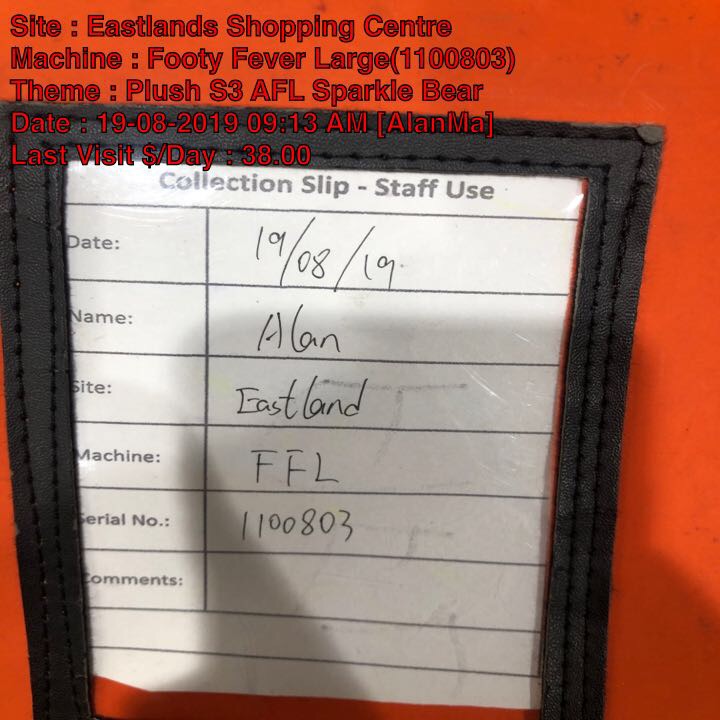 Site : Eastlands Shopping Centre
Machine : Footy Fever Large(1100803)
Theme : Plush S3 AFL Sparkle Bear
Date : 19-08-2019 09:13 AM [AlanMa]
Last Visit $/Day : 38.00
Collection Slip - Staff Use
Date: 19/08/19
Name: Alan
Site: Eastland
Machine: FFL
Serial No.: 1100803
Comments: